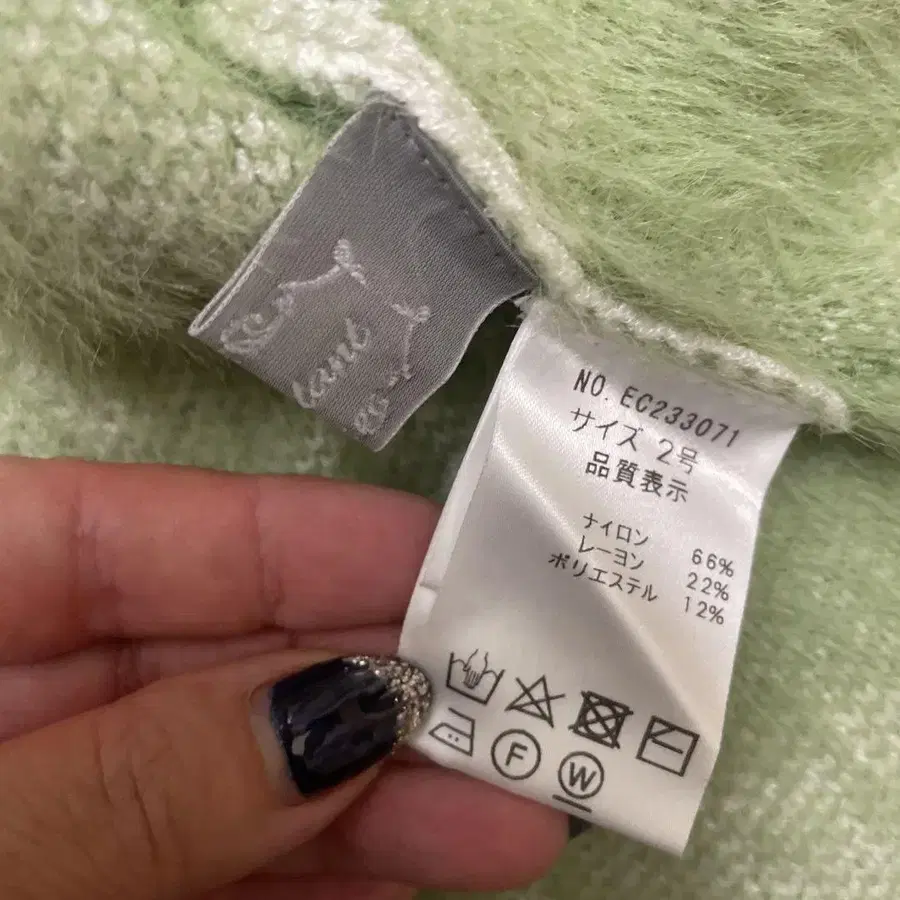 tant
NO. EC233071
サイズ 2号
品質表示
ナイロン 66%
レーヨン 22%
ポリエステル 12%
F
W